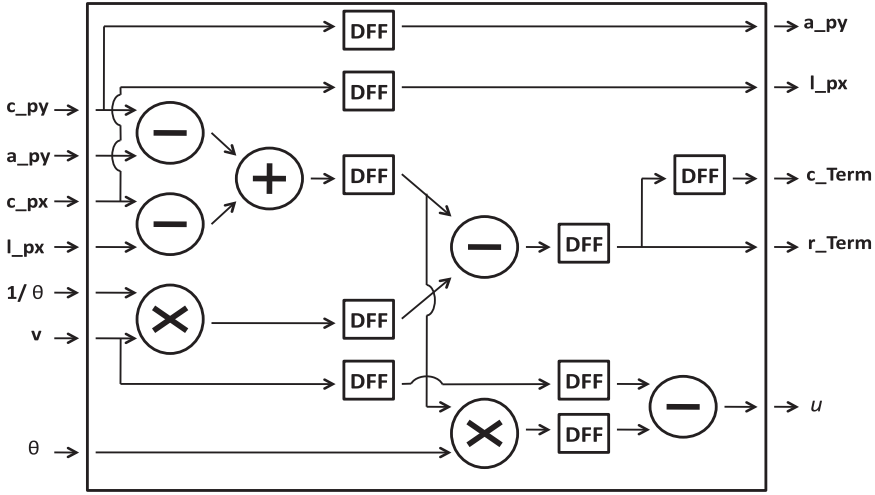 DFF
a_py
DFF
l_px
c_py
a_py
c_px
l_px
1/ θ
v
θ
−
−
+
DFF
×
DFF
DFF
−
DFF
DFF
c_Term
r_Term
DFF
DFF
×
−
u